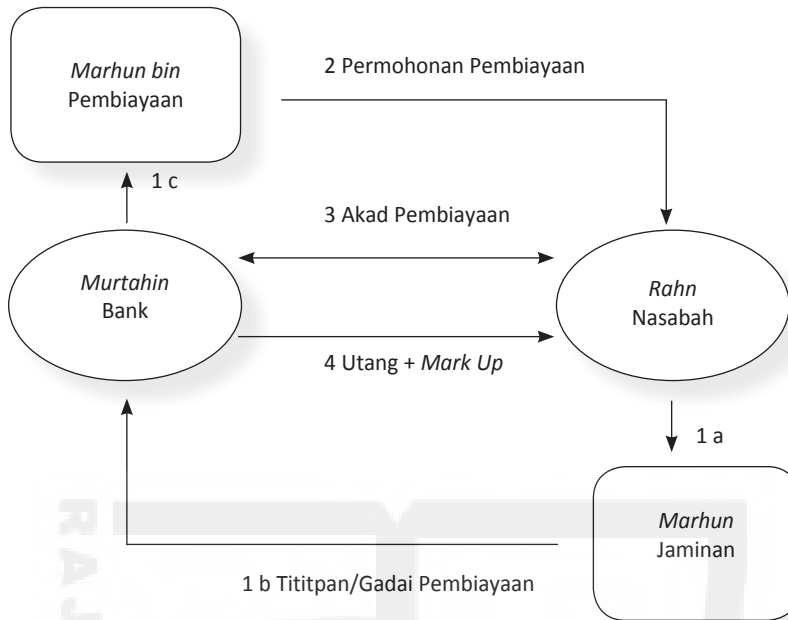 Marhun bin
Pembiayaan
2 Permohonan Pembiayaan
1 c
3 Akad Pembiayaan
Murtahin
Bank
Rahn
Nasabah
4 Utang + Mark Up
1 a
Marhun
Jaminan
1 b Tititpan/Gadai Pembiayaan
RAJ